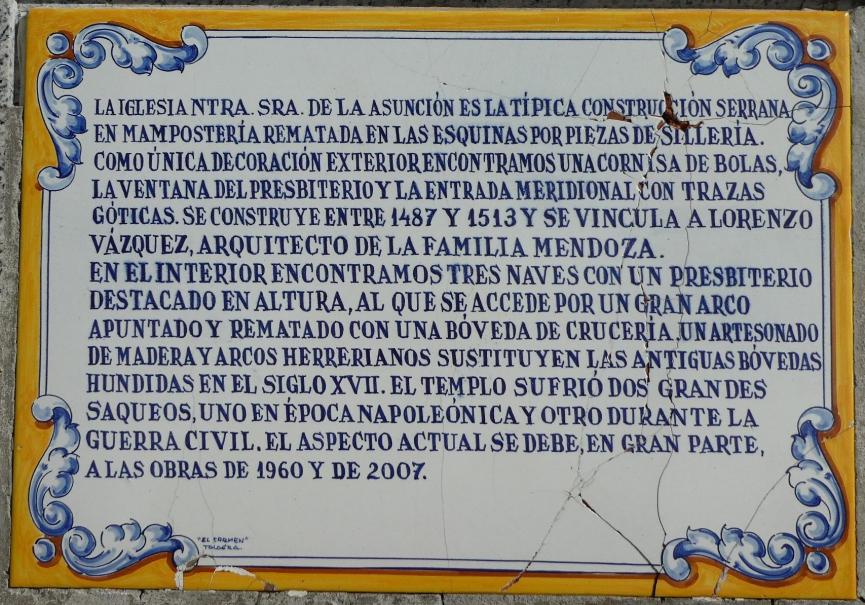 LA IGLESIA NTRA. SRA. DE LA ASUNCIÓN ES LA TÍPICA CONSTRUCCIÓN SERRANA
EN MAMPOSTERÍA REMATADA EN LAS ESQUINAS POR PIEZAS DE SILLERÍA.
COMO ÚNICA DECORACIÓN EXTERIOR ENCONTRAMOS UNA CORNISA DE BOLAS,
LA VENTANA DEL PRESBITERIO Y LA ENTRADA MERIDIONAL CON TRAZAS
GÓTICAS. SE CONSTRUYE ENTRE 1487 Y 1513 Y SE VINCULA A LORENZO
VÁZQUEZ, ARQUITECTO DE LA FAMILIA MENDOZA.
EN EL INTERIOR ENCONTRAMOS TRES NAVES CON UN PRESBITERIO
DESTACADO EN ALTURA, AL QUE SE ACCEDE POR UN GRAN ARCO
APUNTADO Y REMATADO CON UNA BÓVEDA DE CRUCERÍA. UN ARTESONADO
DE MADERA Y ARCOS HERRERIANOS SUSTITUYEN LAS ANTIGUAS BÓVEDAS
HUNDIDAS EN EL SIGLO XVII. EL TEMPLO SUFRIÓ DOS GRANDES
SAQUEOS, UNO EN ÉPOCA NAPOLEÓNICA Y OTRO DURANTE LA
GUERRA CIVIL. EL ASPECTO ACTUAL SE DEBE, EN GRAN PARTE,
A LAS OBRAS DE 1960 Y DE 2007.
"EL CARMEN"
TALAVERA.